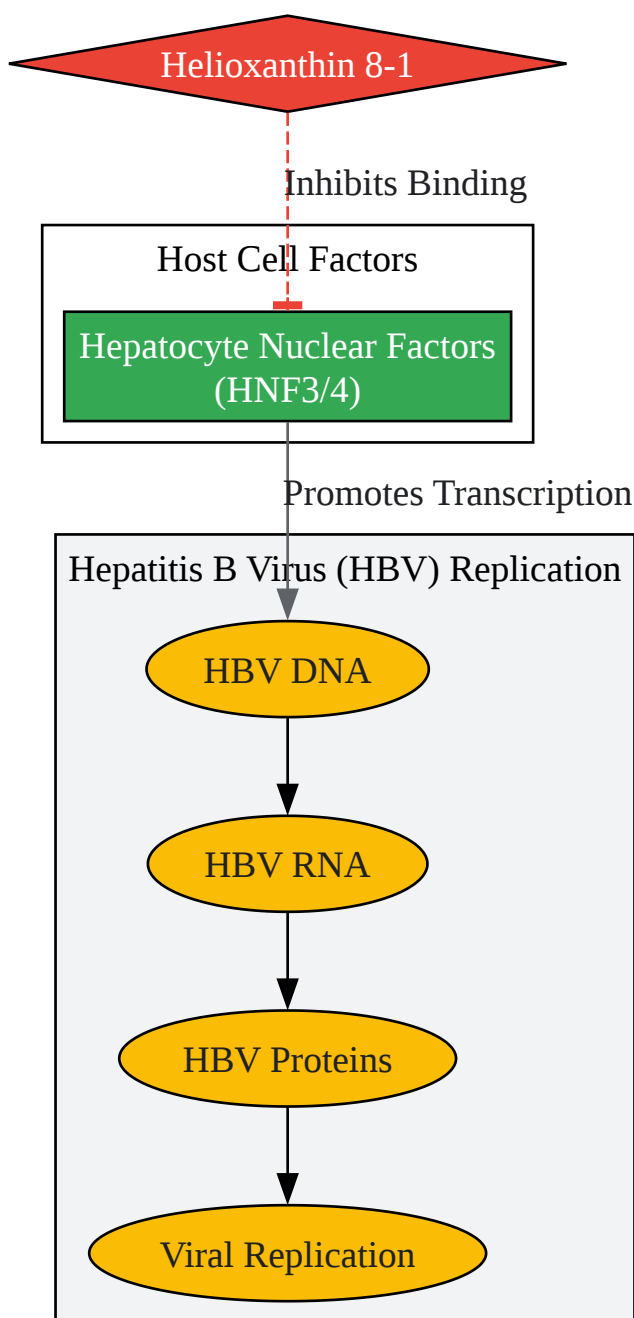 Helioxanthin 8-1
Inhibits Binding
Host Cell Factors
Hepatocyte Nuclear Factors
(HNF3/4)
Promotes Transcription
Hepatitis B Virus (HBV) Replication
HBV DNA
HBV RNA
HBV Proteins
Viral Replication